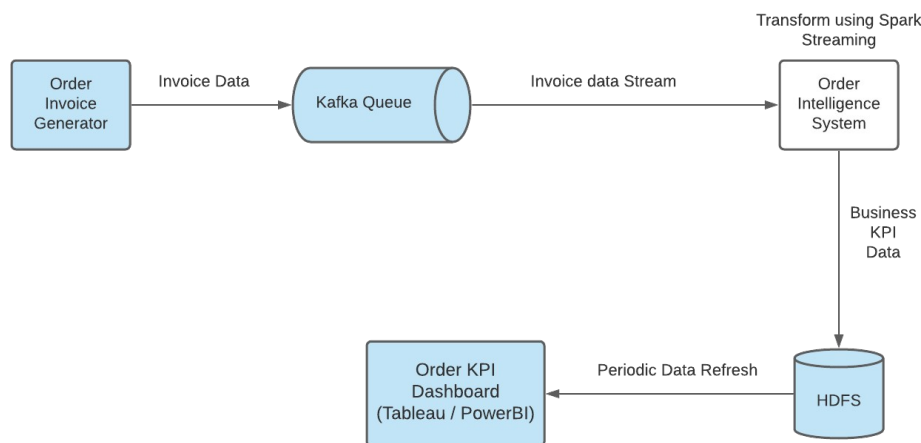 Transform using Spark
Streaming
Order
Invoice
Generator
Invoice Data
Kafka Queue
Invoice data Stream
Order
Intelligence
System
Business
KPI
Data
Order KPI
Dashboard
(Tableau / PowerBI)
Periodic Data Refresh
HDFS